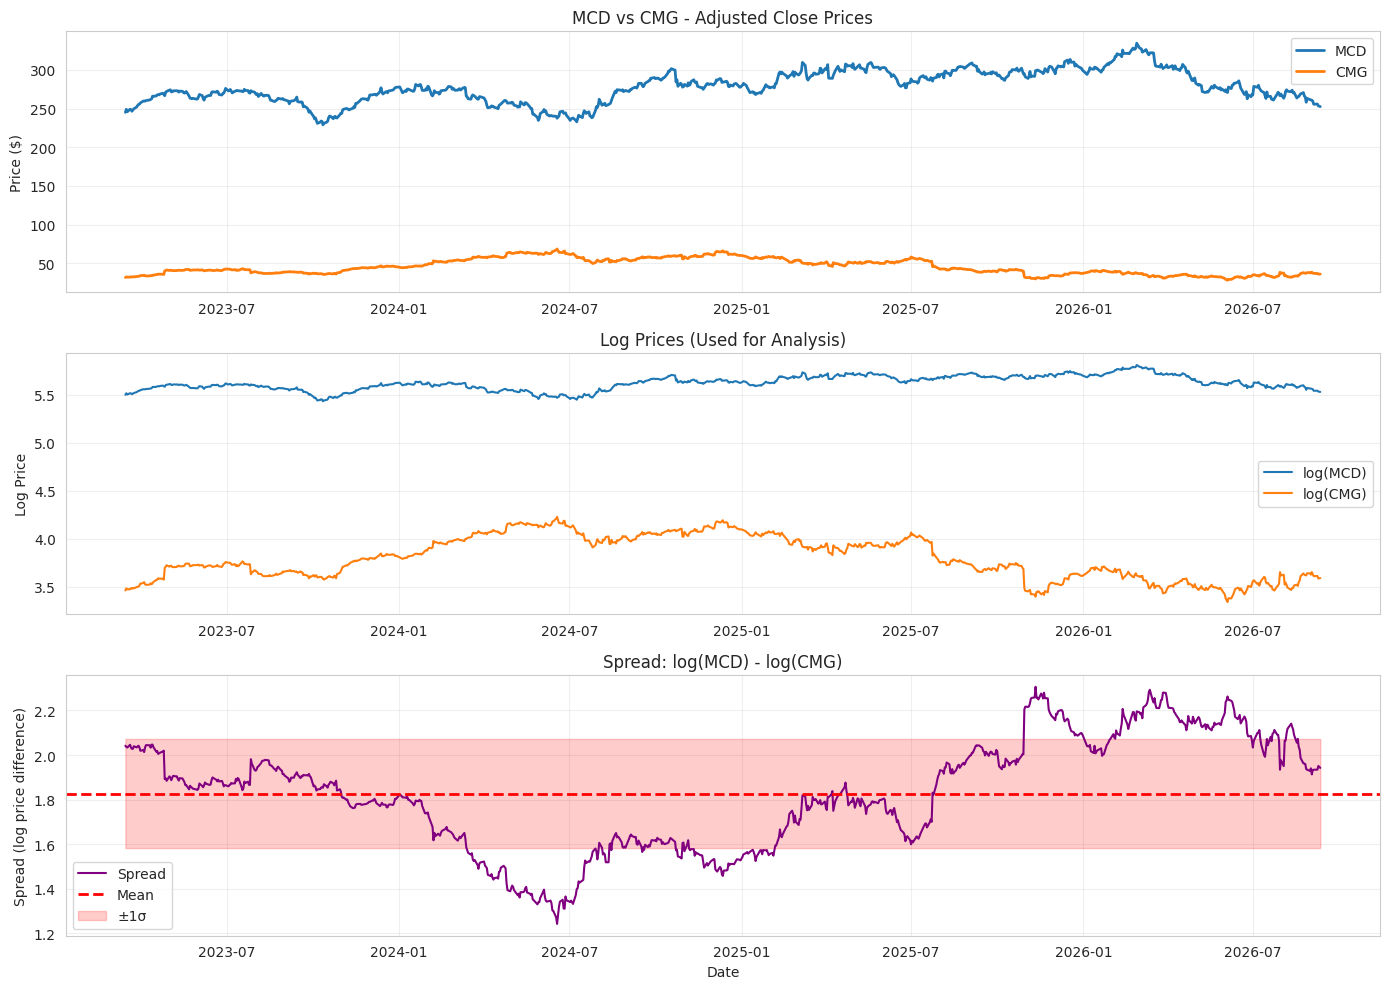 MCD vs CMG - Adjusted Close Prices
Price ($)
300
250
200
150
100
50
MCD
CMG
2023-07
2024-01
2024-07
2025-01
2025-07
2026-01
2026-07
Log Prices (Used for Analysis)
Log Price
5.5
5.0
4.5
4.0
3.5
log(MCD)
log(CMG)
2023-07
2024-01
2024-07
2025-01
2025-07
2026-01
2026-07
Spread: log(MCD) - log(CMG)
Spread (log price difference)
2.2
2.0
1.8
1.6
1.4
1.2
Spread
Mean
±1σ
2023-07
2024-01
2024-07
2025-01
2025-07
2026-01
2026-07
Date